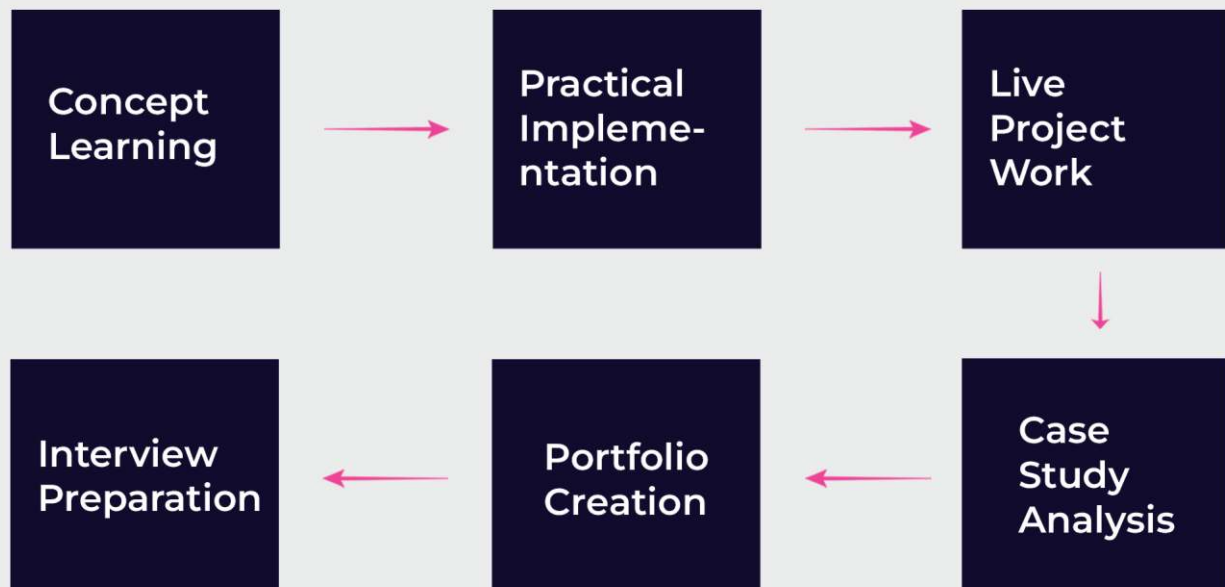 Concept
Learning
Practical
Impleme-
ntation
Live
Project
Work
Case
Study
Analysis
Portfolio
Creation
Interview
Preparation